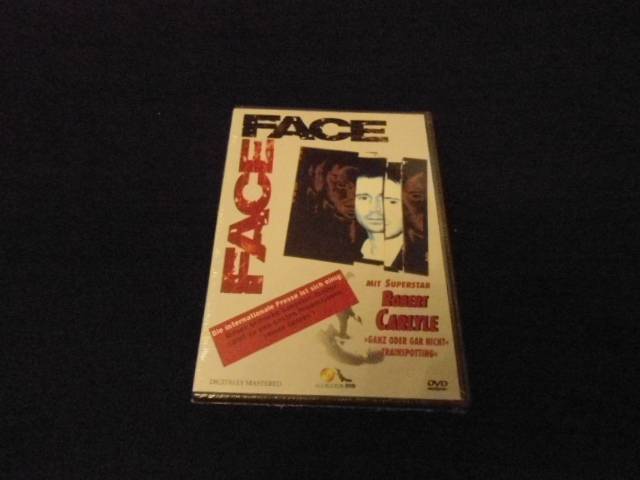 FACE
FACE
MIT SUPERSTAR
ROBERT
CARLYLE
»GANZ ODER GAR NICHT«
»TRAINSPOTTING«
Die internationale Presse ist sich einig
DIGITALLY MASTERED
DVD